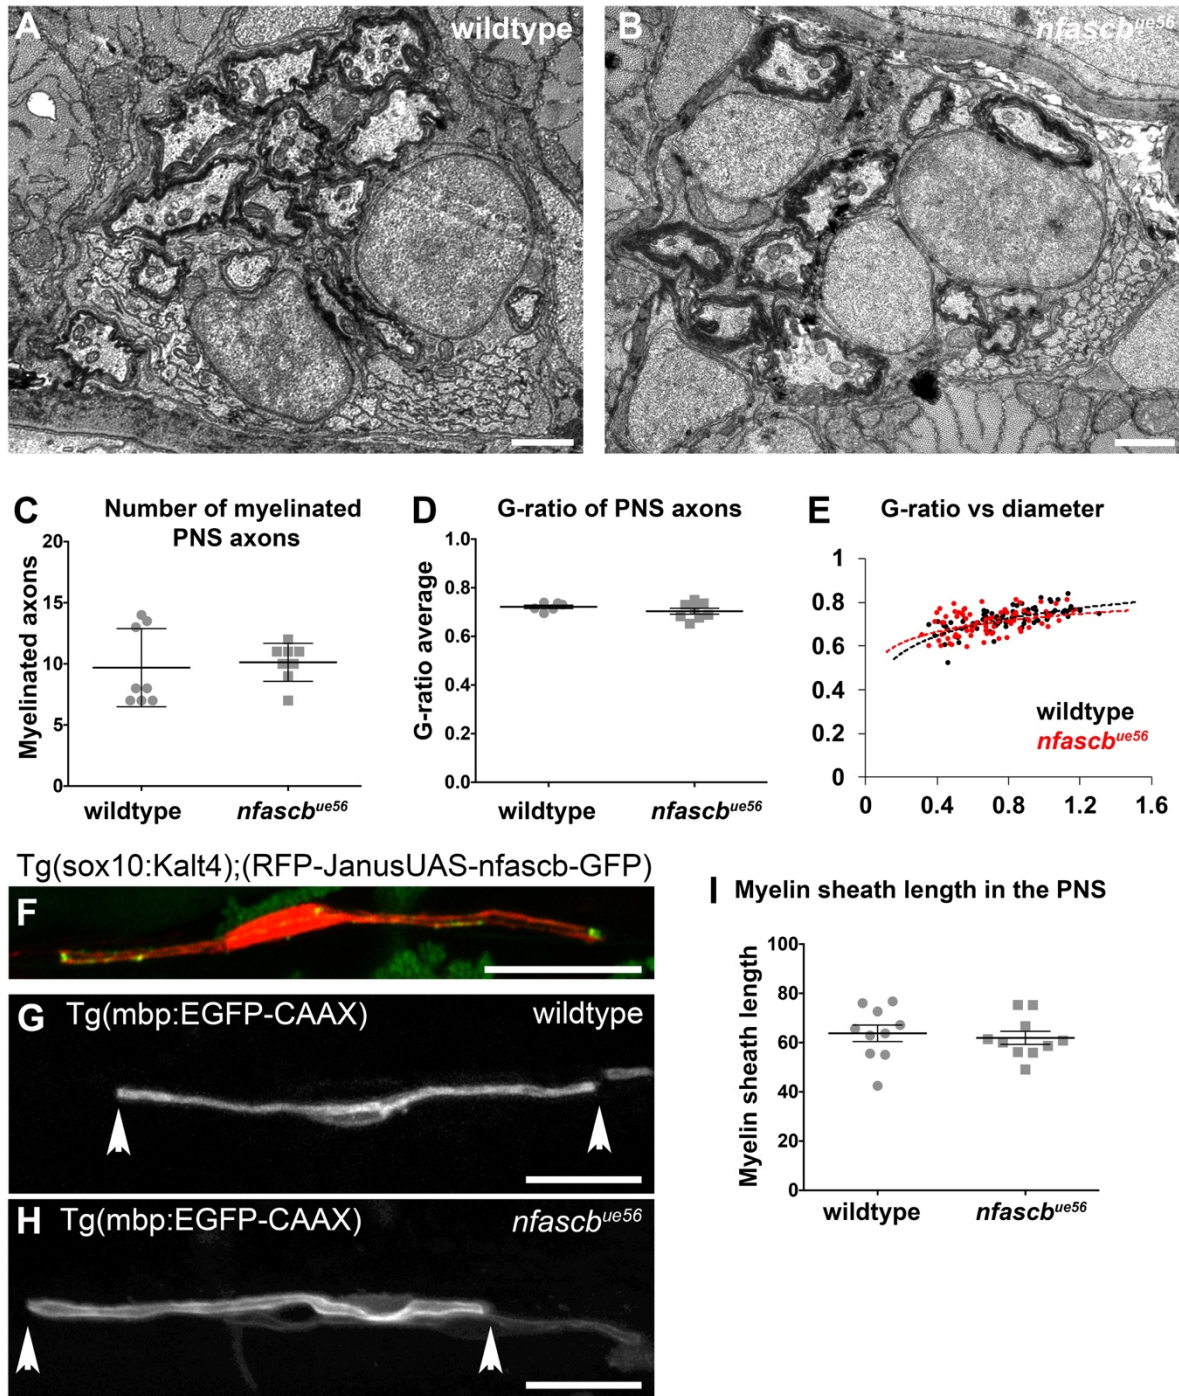 A
wildtype
B
nfascb^ue56
C
Number of myelinated
PNS axons
Myelinated axons
20
15
10
5
0
wildtype
nfascb^ue56
D
G-ratio of PNS axons
G-ratio average
1.0
0.8
0.6
0.4
0.2
0.0
wildtype
nfascb^ue56
E
G-ratio vs diameter
1
0.8
0.6
0.4
0.2
0
0 0.4 0.8 1.2 1.6
wildtype
nfascb^ue56
Tg(sox10:Kalt4);(RFP-JanusUAS-nfascb-GFP)
F
G Tg(mbp:EGFP-CAAX) wildtype
H Tg(mbp:EGFP-CAAX) nfascb^ue56
I Myelin sheath length in the PNS
Myelin sheath length
100
80
60
40
20
0
wildtype
nfascb^ue56